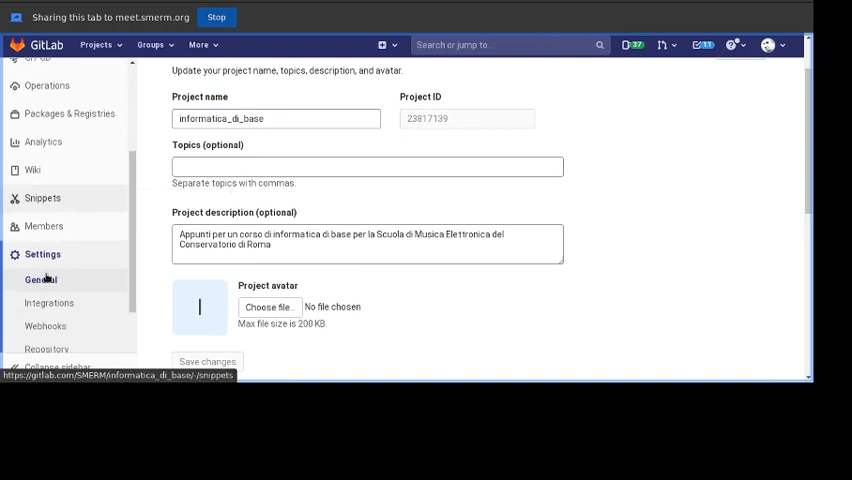 Sharing this tab to meet.smerm.org
Stop
GitLab
Projects
Groups
More
Search or jump to...
37
11
Update your project name, topics, description, and avatar.
Operations
Packages & Registries
Analytics
Wiki
Snippets
Members
Settings
General
Integrations
Webhooks
Repository
Collapse sidebar
Project name
Project ID
informatica_di_base
23817139
Topics (optional)
Separate topics with commas.
Project description (optional)
Appunti per un corso di informatica di base per la Scuola di Musica Elettronica del
Conservatorio di Roma
I
Project avatar
Choose file...
No file chosen
Max file size is 200 KB.
Save changes
https://gitlab.com/SMERM/informatica_di_base/-/snippets